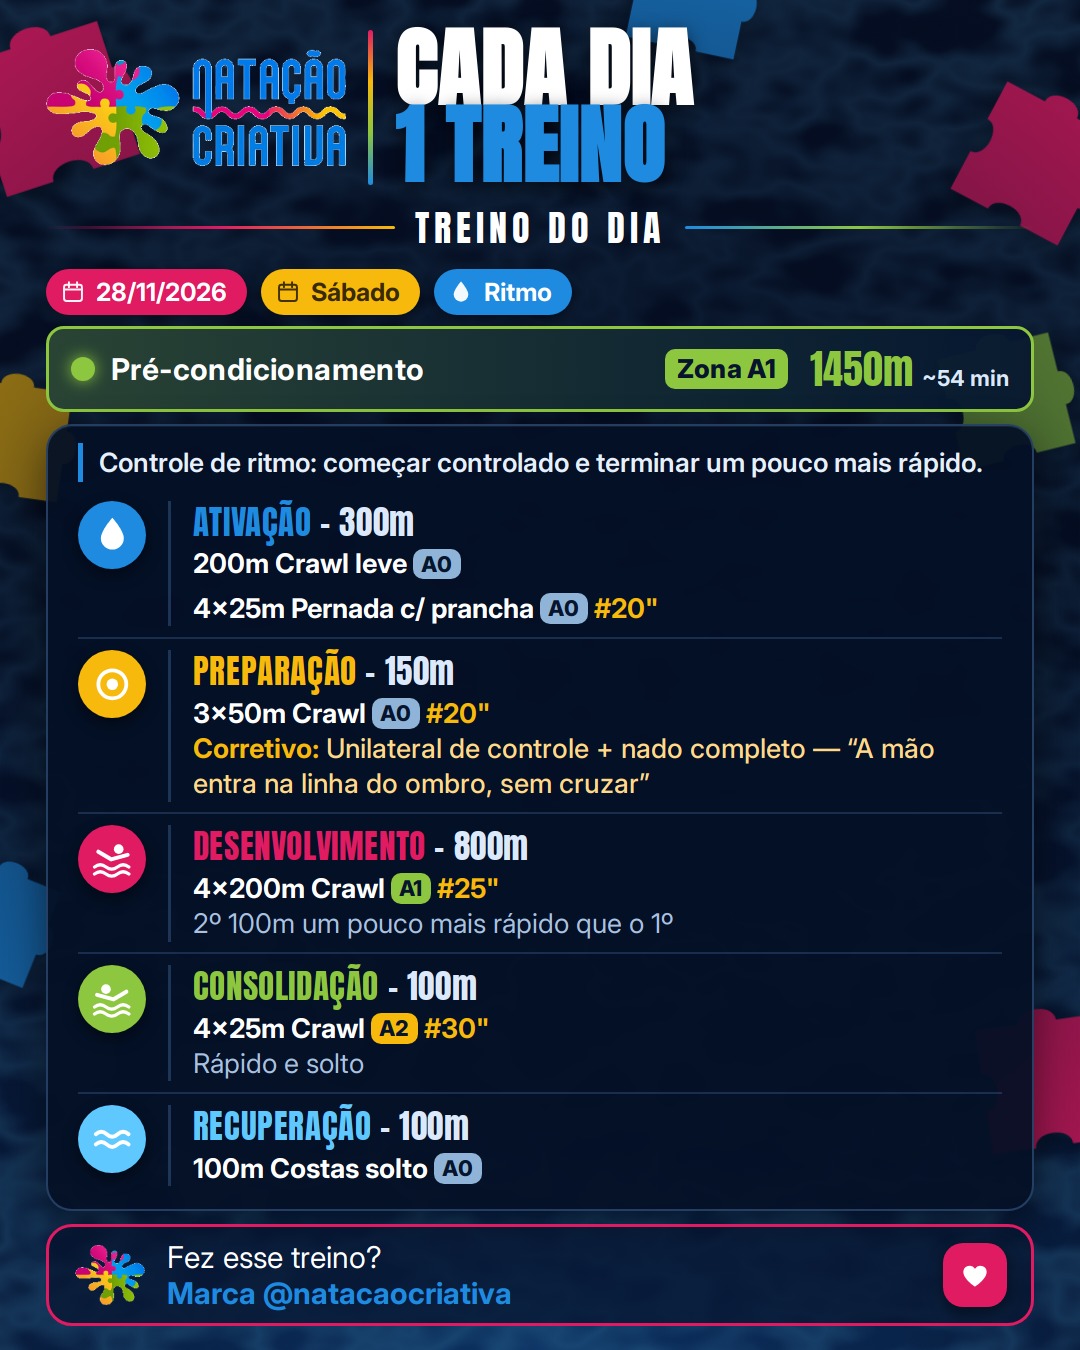 NATAÇÃO
CRIATIVA
CADA DIA
1 TREINO
TREINO DO DIA
28/11/2026
Sábado
Ritmo
Pré-condicionamento
Zona A1
1450m ~54 min
Controle de ritmo: começar controlado e terminar um pouco mais rápido.
ATIVAÇÃO - 300m
200m Crawl leve A0
4×25m Pernada c/ prancha A0 #20"
PREPARAÇÃO - 150m
3×50m Crawl A0 #20"
Corretivo: Unilateral de controle + nado completo — “A mão
entra na linha do ombro, sem cruzar”
DESENVOLVIMENTO - 800m
4×200m Crawl A1 #25"
2º 100m um pouco mais rápido que o 1º
CONSOLIDAÇÃO - 100m
4×25m Crawl A2 #30"
Rápido e solto
RECUPERAÇÃO - 100m
100m Costas solto A0
Fez esse treino?
Marca @natacaocriativa